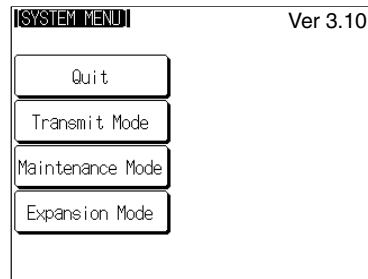 [SYSTEM MENU] Ver 3.10
Quit
Transmit Mode
Maintenance Mode
Expansion Mode